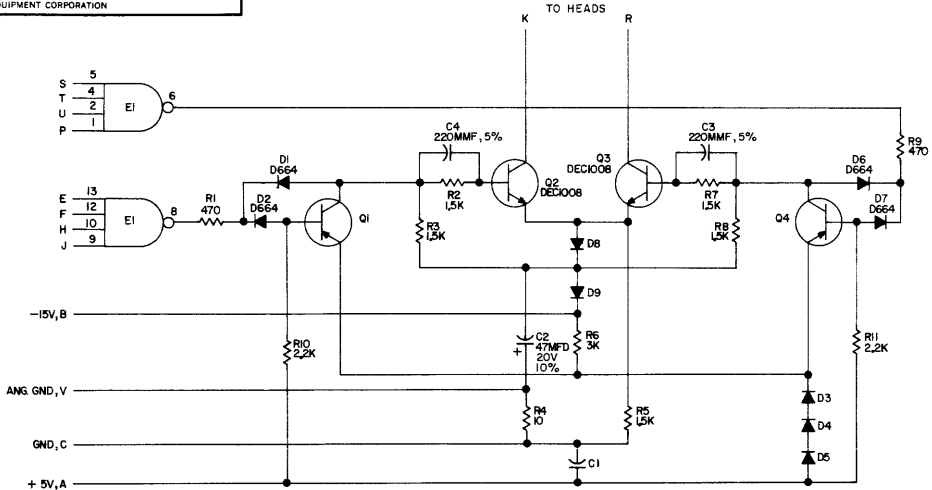 QUIPMENT CORPORATION
TO HEADS
K R
S 5
T 4
U 2
P 1
E1
6
C4
220MMF, 5%
C3
220MMF, 5%
R9
470
D1
D664
R2
1,5K
Q2
DEC1008
Q3
DEC1008
R7
1,5K
D6
D664
E 13
F 12
H 10
J 9
E1
8
R1
470
D2
D664
Q1
R3
1,5K
D8
R8
1,5K
Q4
D7
D664
D9
-15V, B
R10
2,2K
C2
47MFD
20V
10%
+
R6
3K
R11
2,2K
ANG. GND, V
R4
10
R5
1,5K
D3
D4
D5
GND, C
C1
+ 5V, A